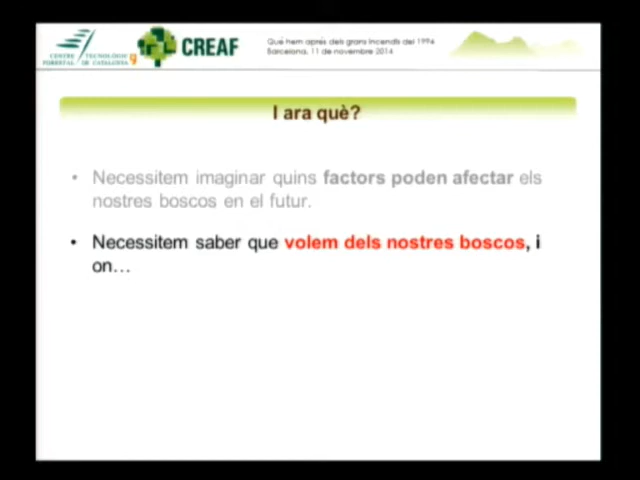 CENTRE TECNOLÒGIC
FORESTAL DE CATALUNYA
CREAF
Què hem après dels grans incendis del 1994
Barcelona, 11 de novembre 2014
I ara què?
• Necessitem imaginar quins factors poden afectar els
nostres boscos en el futur.
• Necessitem saber que volem dels nostres boscos, i
on…